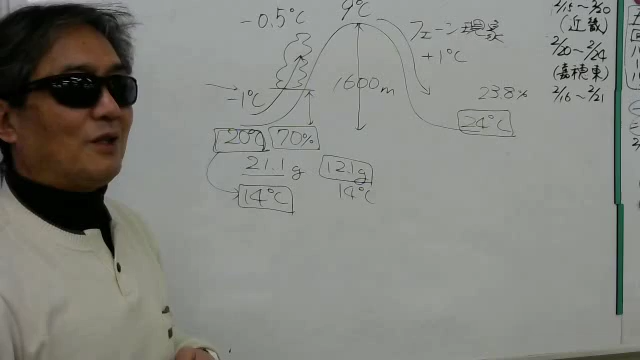 -0.5℃
9℃
フェーン現象
+1℃
-1℃
1600m
23.8%
20℃ 70%
24℃
21.1g
12.1g
14℃
14℃
2/15~2/20
(近畿)
2/20~2/24
(嘉穂東)
2/16~2/21